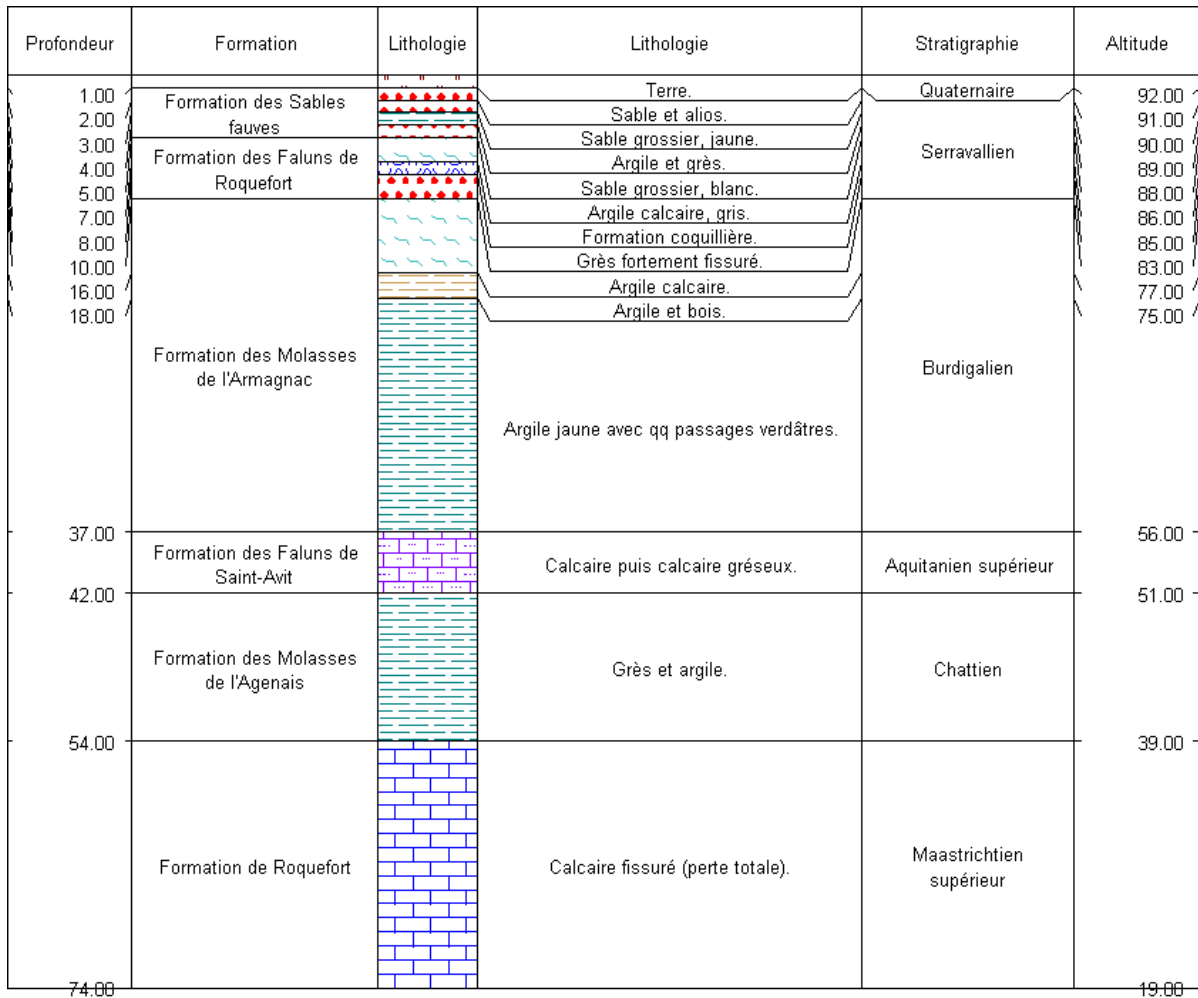 Profondeur Formation Lithologie Lithologie Stratigraphie Altitude
Terre. Quaternaire
1.00 92.00
Formation des Sables
fauves
Sable et alios.
2.00 91.00
Sable grossier, jaune.
3.00 90.00
Formation des Faluns de
Roquefort
Argile et grès. Serravallien
4.00 89.00
Sable grossier, blanc.
5.00 88.00
Argile calcaire, gris.
7.00 86.00
Formation coquillière.
8.00 85.00
Grès fortement fissuré.
10.00 83.00
Argile calcaire.
16.00 77.00
Argile et bois.
18.00 75.00
Formation des Molasses
de l'Armagnac
Burdigalien
Argile jaune avec qq passages verdâtres.
37.00 56.00
Formation des Faluns de
Saint-Avit
Calcaire puis calcaire gréseux. Aquitanien supérieur
42.00 51.00
Formation des Molasses
de l'Agenais
Grès et argile. Chattien
54.00 39.00
Formation de Roquefort Calcaire fissuré (perte totale).
Maastrichtien
supérieur
74.00 19.00